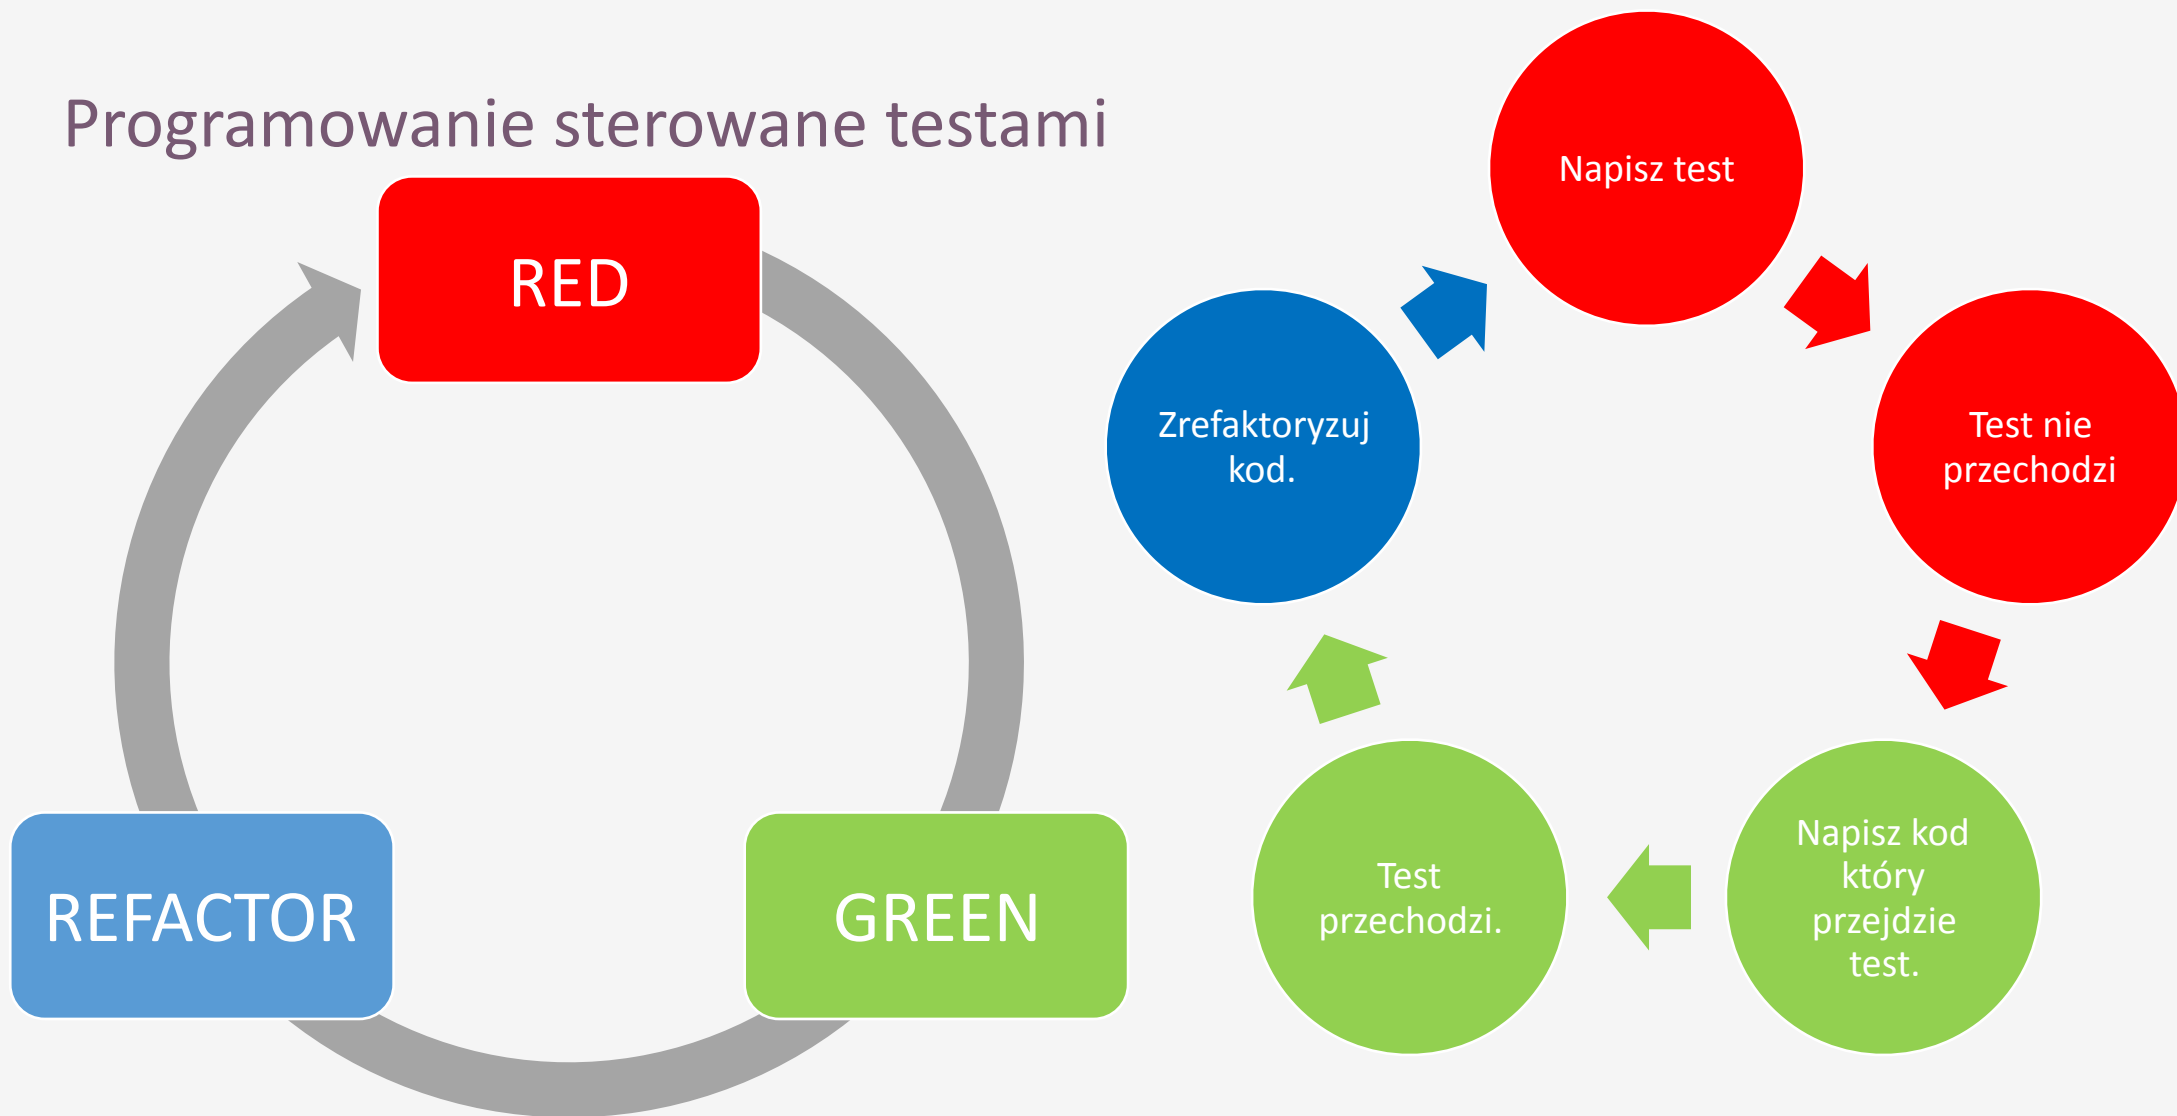 Programowanie sterowane testami
RED
GREEN
REFACTOR
Napisz test
Test nie
przechodzi
Napisz kod
który
przejdzie
test.
Test
przechodzi.
Zrefaktoryzuj
kod.